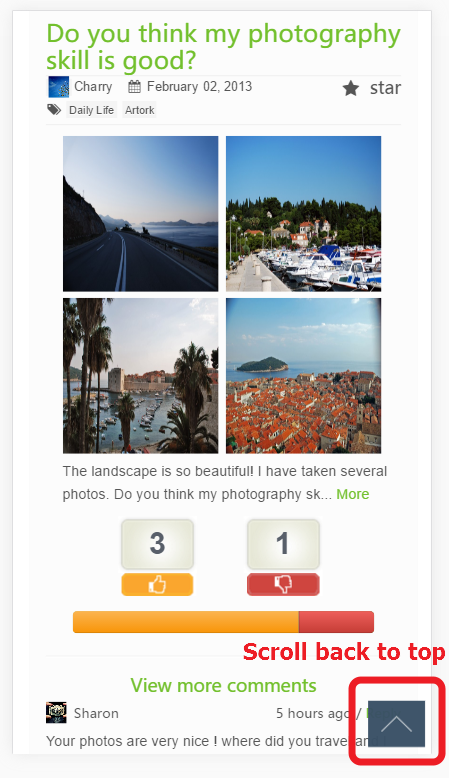 Do you think my photography
skill is good?
Charry February 02, 2013 star
Daily Life Artork
The landscape is so beautiful! I have taken several
photos. Do you think my photography sk... More
3 1
Scroll back to top
View more comments
Sharon 5 hours ago /
Your photos are very nice ! where did you travel